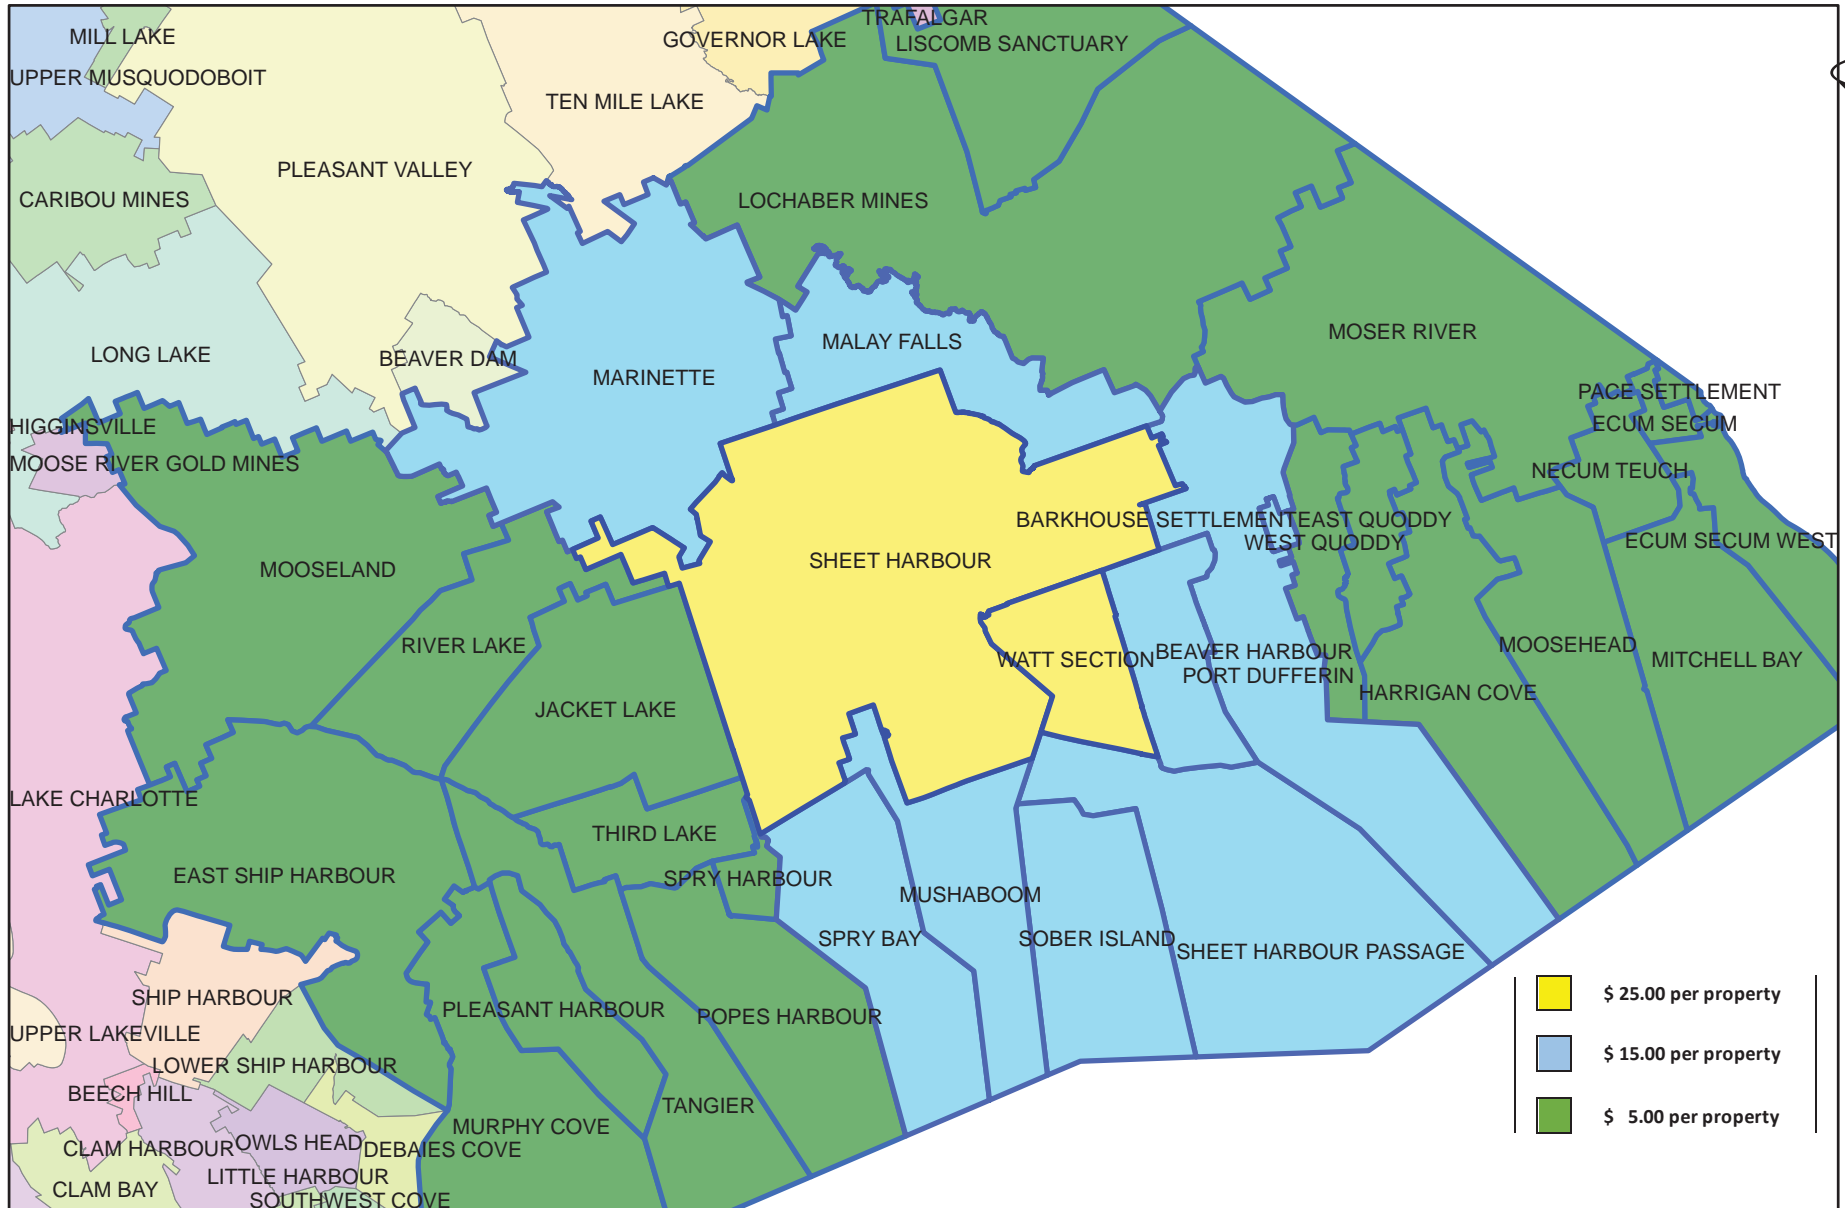 TRAFALGAR
MILL LAKE
GOVERNOR LAKE
LISCOMB SANCTUARY
UPPER MUSQUODOBOIT
TEN MILE LAKE
PLEASANT VALLEY
CARIBOU MINES
LOCHABER MINES
MOSER RIVER
MALAY FALLS
LONG LAKE
BEAVER DAM
MARINETTE
PACE SETTLEMENT
ECUM SECUM
HIGGINSVILLE
MOOSE RIVER GOLD MINES
NECUM TEUCH
BARKHOUSE SETTLEMENT
EAST QUODDY
WEST QUODDY
ECUM SECUM WEST
SHEET HARBOUR
MOOSELAND
RIVER LAKE
WATT SECTION
BEAVER HARBOUR
PORT DUFFERIN
MOOSEHEAD
MITCHELL BAY
HARRIGAN COVE
JACKET LAKE
LAKE CHARLOTTE
THIRD LAKE
EAST SHIP HARBOUR
SPRY HARBOUR
MUSHABOOM
SPRY BAY
SOBER ISLAND
SHEET HARBOUR PASSAGE
SHIP HARBOUR
PLEASANT HARBOUR
POPES HARBOUR
$ 25.00 per property
UPPER LAKEVILLE
LOWER SHIP HARBOUR
$ 15.00 per property
BEECH HILL
TANGIER
$ 5.00 per property
MURPHY COVE
CLAM HARBOUR
OWLS HEAD
DEBAIES COVE
LITTLE HARBOUR
CLAM BAY
SOUTHWEST COVE